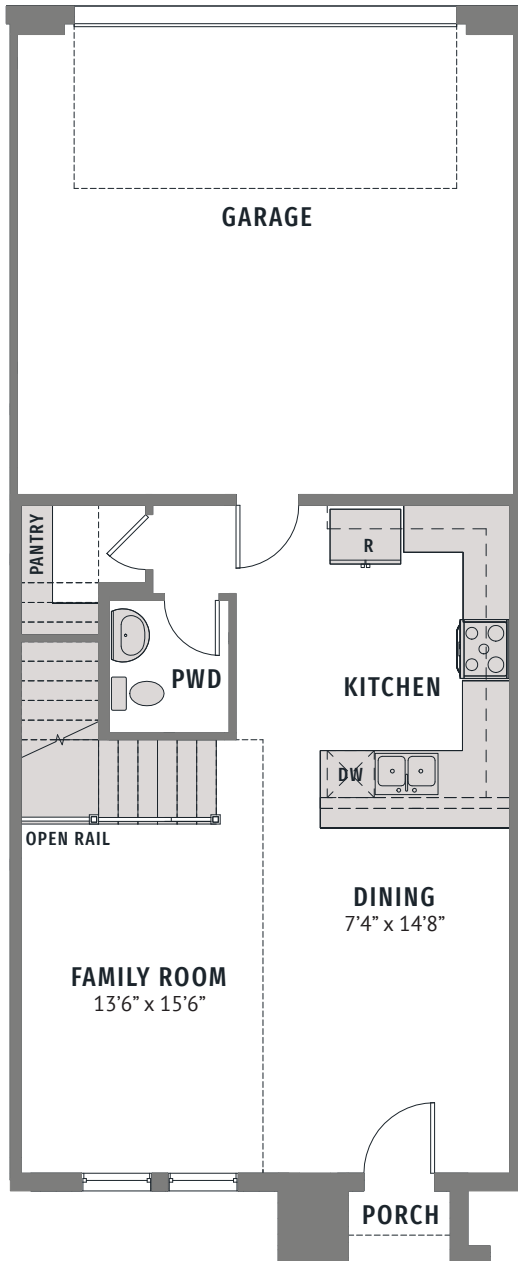 GARAGE
PANTRY
R
PWD
KITCHEN
DW
OPEN RAIL
DINING
7’4” x 14’8”
FAMILY ROOM
13’6” x 15’6”
PORCH